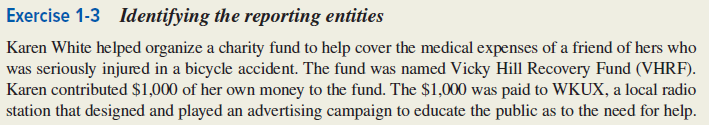 Exercise 1-3 Identifying the reporting entities
Karen White helped organize a charity fund to help cover the medical expenses of a friend of hers who
was seriously injured in a bicycle accident. The fund was named Vicky Hill Recovery Fund (VHRF).
Karen contributed $1,000 of her own money to the fund. The $1,000 was paid to WKUX, a local radio
station that designed and played an advertising campaign to educate the public as to the need for help.